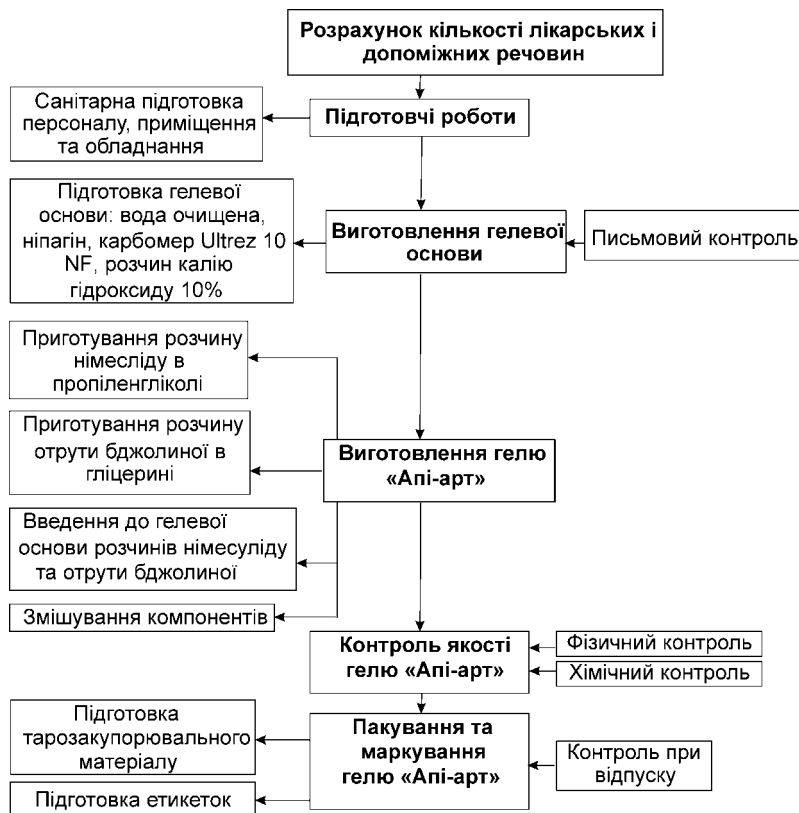 Розрахунок кількості лікарських і
допоміжних речовин
Санітарна підготовка
персоналу, приміщення
та обладнання
Підготовчі роботи
Підготовка гелевої
основи: вода очищена,
ніпагін, карбомер Ultrez 10
NF, розчин калію
гідроксиду 10%
Виготовлення гелевої
основи
Письмовий контроль
Приготування розчину
німесліду в
пропіленгліколі
Приготування розчину
отрути бджолиної в
гліцерині
Виготовлення гелю
«Апі-арт»
Введення до гелевої
основи розчинів німесуліду
та отрути бджолиної
Змішування компонентів
Контроль якості
гелю «Апі-арт»
Фізичний контроль
Хімічний контроль
Підготовка
тарозакупорювального
матеріалу
Пакування та
маркування
гелю «Апі-арт»
Контроль при
відпуску
Підготовка етикеток